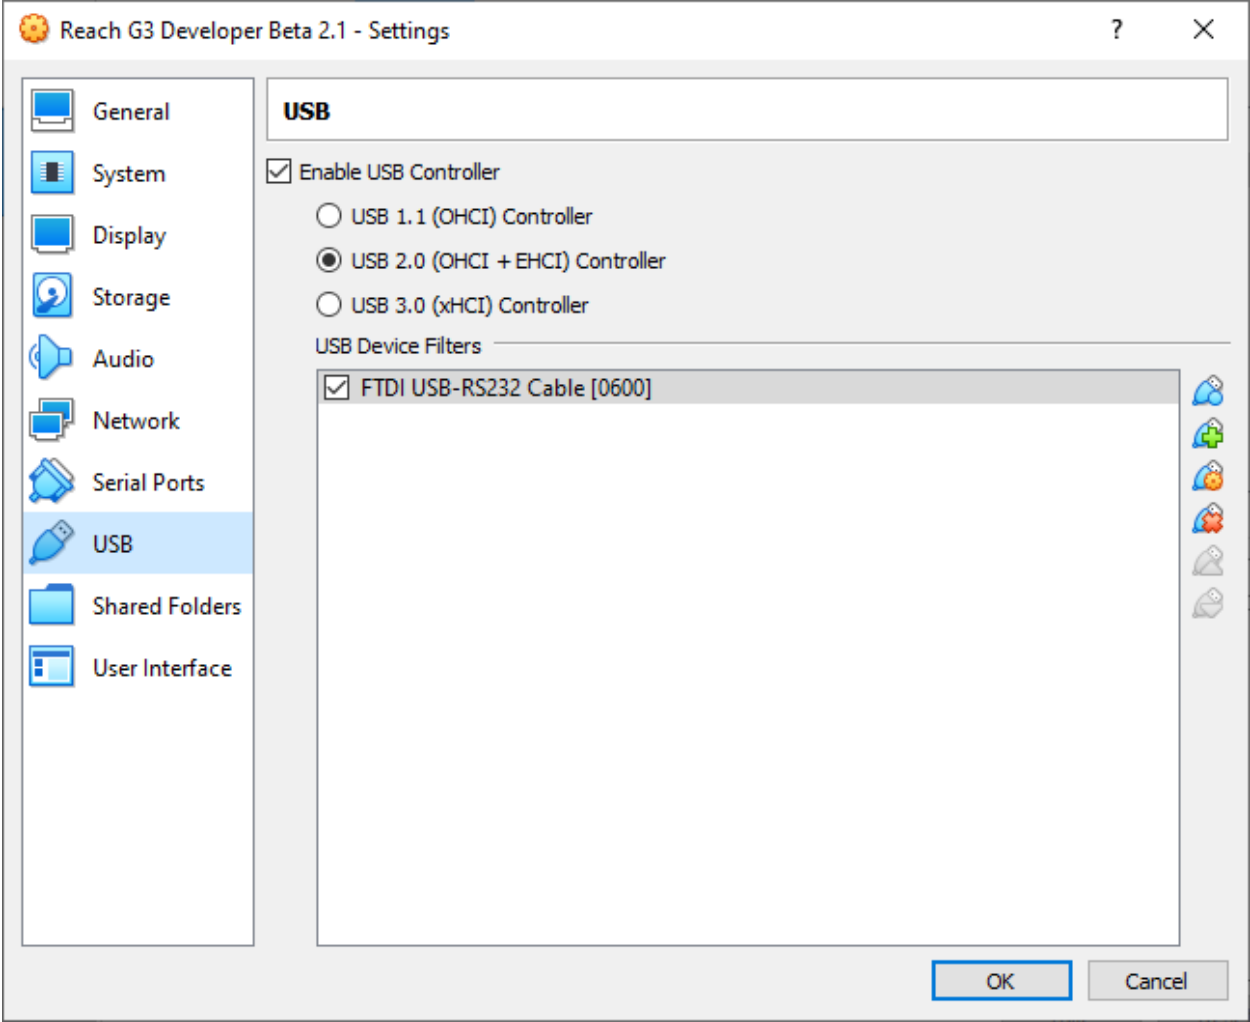 Reach G3 Developer Beta 2.1 - Settings
?
General
System
Display
Storage
Audio
Network
Serial Ports
USB
Shared Folders
User Interface
USB
Enable USB Controller
USB 1.1 (OHCI) Controller
USB 2.0 (OHCI + EHCI) Controller
USB 3.0 (xHCI) Controller
USB Device Filters
FTDI USB-RS232 Cable [0600]
OK
Cancel